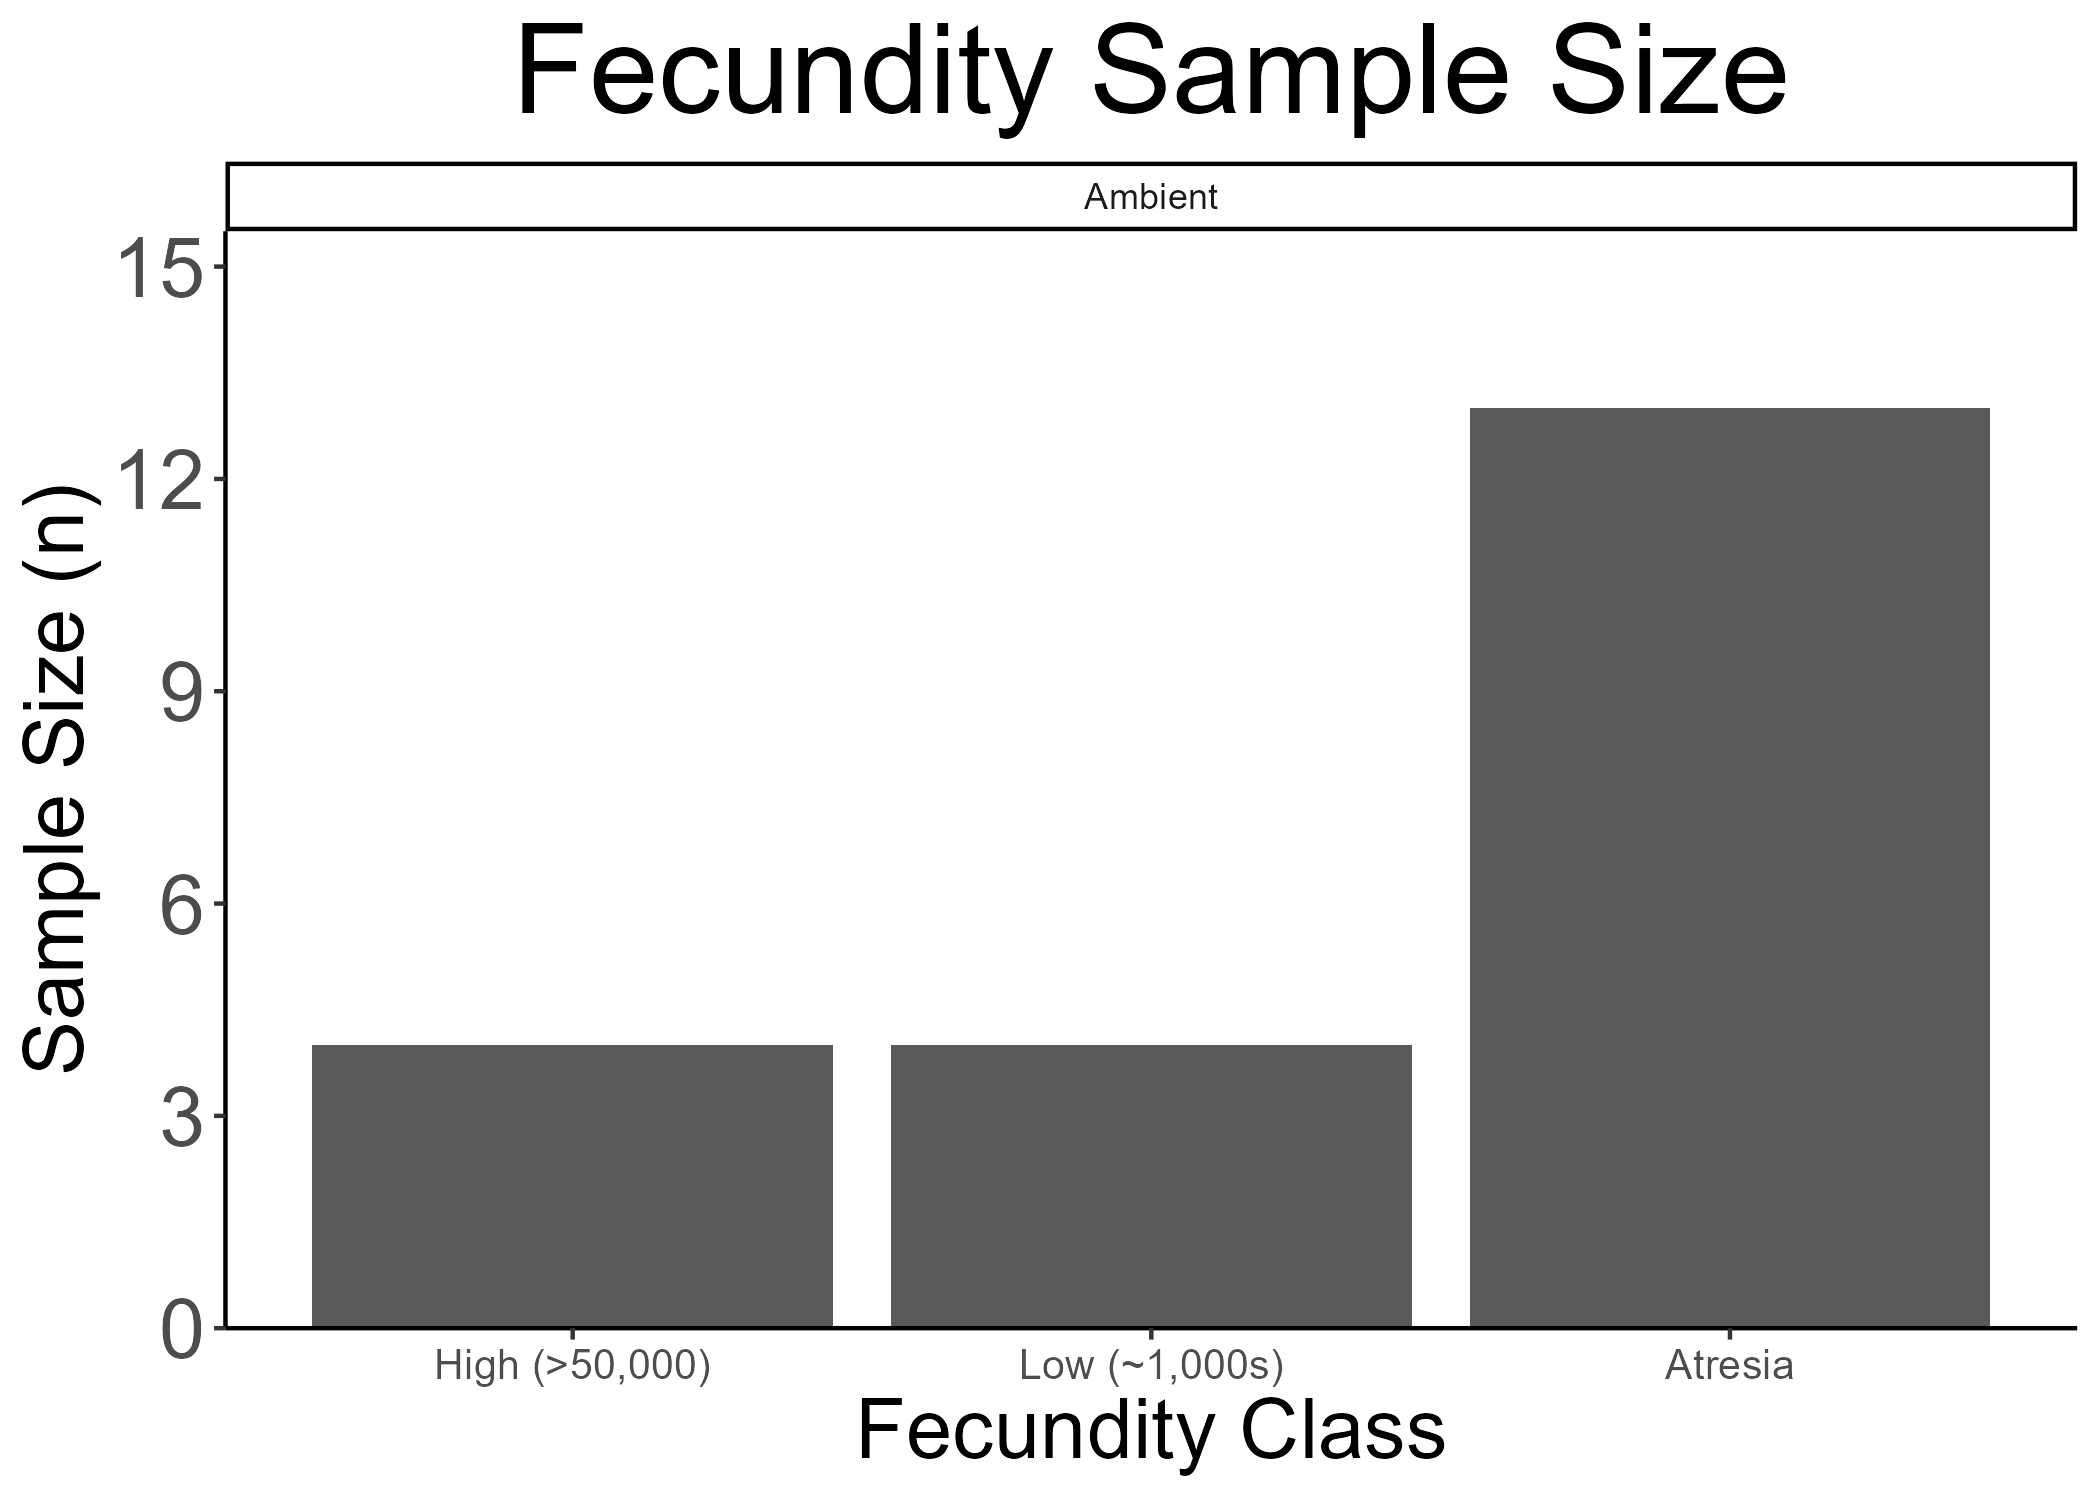 Fecundity Sample Size
Ambient
Sample Size (n)
15
12
9
6
3
0
High (>50,000)
Low (~1,000s)
Atresia
Fecundity Class